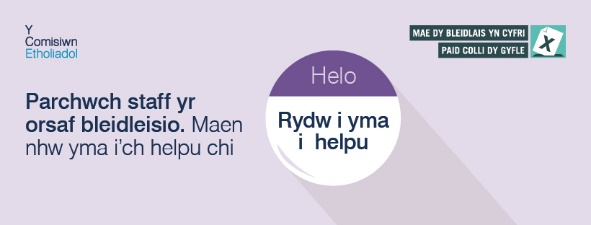 Y
Comisiwn
Etholiadol
MAE DY BLEIDLAIS YN CYFRI
PAID COLLI DY GYFLE
X
Parchwch staff yr
orsaf bleidleisio. Maen
nhw yma i'ch helpu chi
Helo
Rydw i yma
i helpu